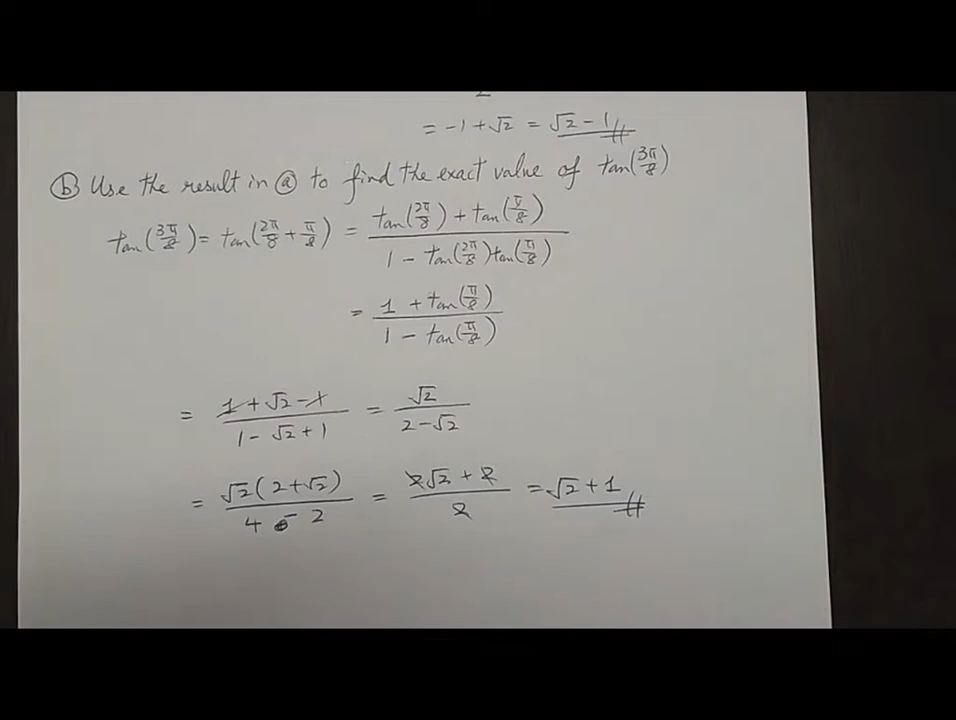 = -1 + √2 = √2 - 1
ⓑ Use the result in ⓐ to find the exact value of tan(3π/8)
tan(3π/8) = tan(2π/8 + π/8) = (tan(2π/8) + tan(π/8)) / (1 - tan(2π/8)tan(π/8))
= (1 + tan(π/8)) / (1 - tan(π/8))
= (1 + √2 - 1) / (1 - √2 + 1) = √2 / (2 - √2)
= √2(2 + √2) / (4 - 2) = (2√2 + 2) / 2 = √2 + 1